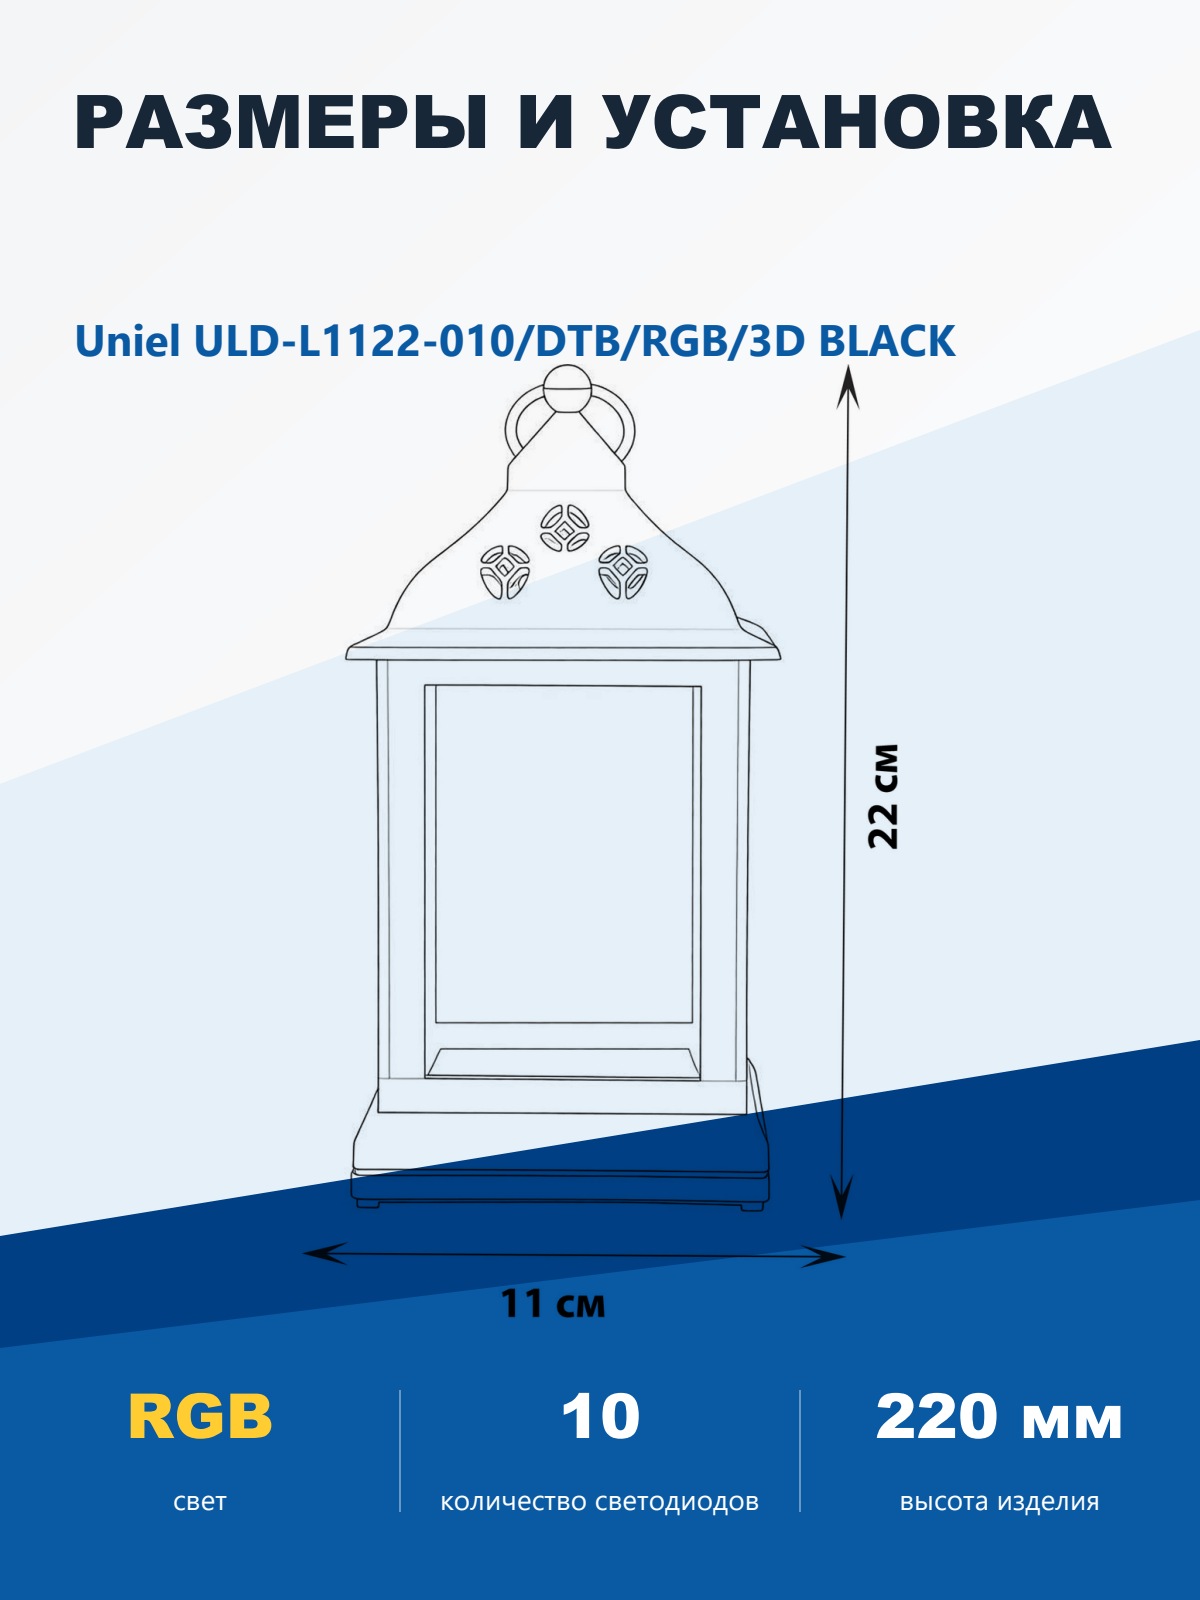 РАЗМЕРЫ И УСТАНОВКА
Uniel ULD-L1122-010/DTB/RGB/3D BLACK
22 см
11 см
RGB
свет
10
количество светодиодов
220 мм
высота изделия